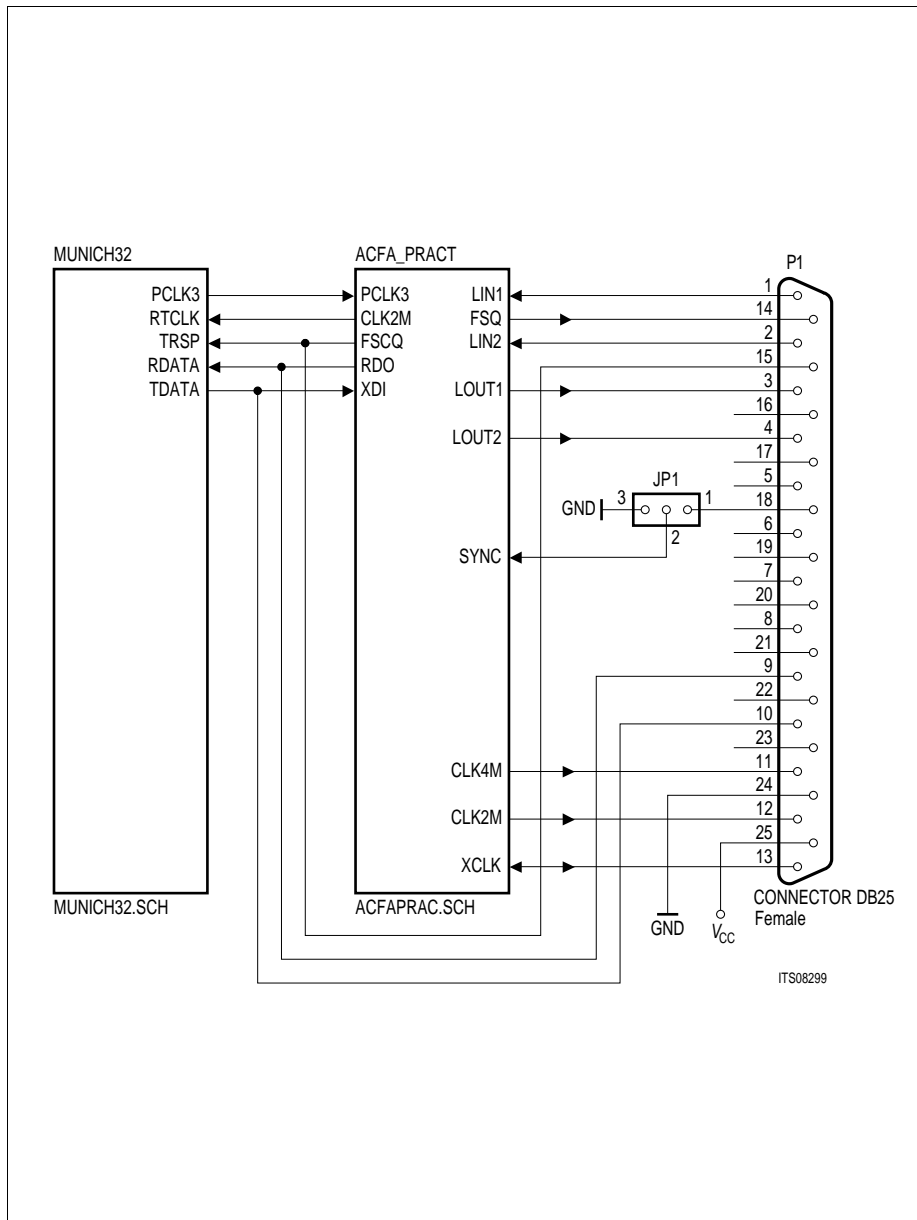 MUNICH32
PCLK3
RTCLK
TRSP
RDATA
TDATA
MUNICH32.SCH
ACFA_PRACT
PCLK3
CLK2M
FSCQ
RDO
XDI
LIN1
FSQ
LIN2
LOUT1
LOUT2
SYNC
CLK4M
CLK2M
XCLK
ACFAPRAC.SCH
JP1
GND 3
1
2
P1
1
14
2
15
3
16
4
17
5
18
6
19
7
20
8
21
9
22
10
23
11
24
12
25
13
GND
VCC
CONNECTOR DB25
Female
ITS08299